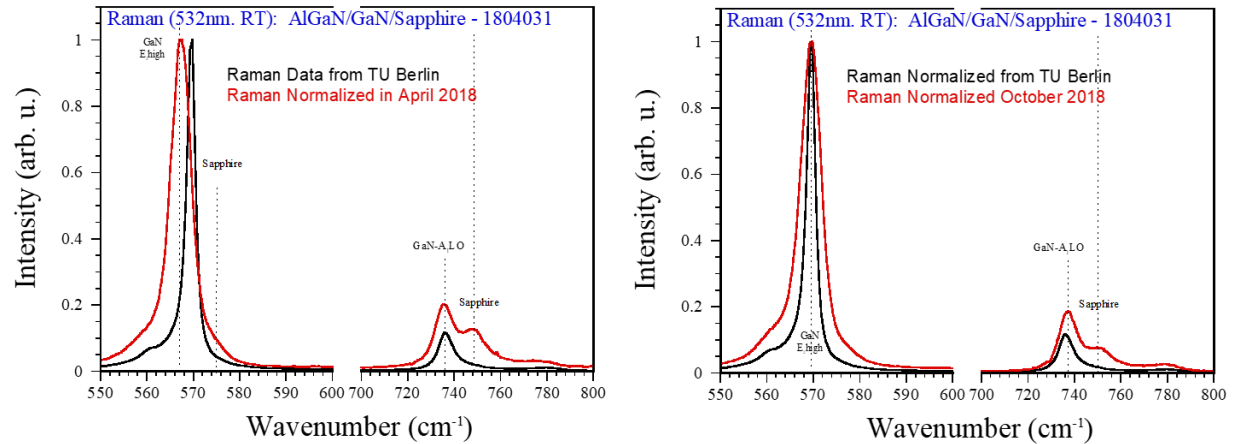 Raman (532nm. RT):  AlGaN/GaN/Sapphire - 1804031
GaN
E,high
Raman Data from TU Berlin
Raman Normalized in April 2018
Sapphire
GaN-A,LO
Sapphire
Intensity (arb. u.)
1
0.8
0.6
0.4
0.2
0
550 560 570 580 590 600 700 720 740 760 780 800
Wavenumber (cm⁻¹)
Raman (532nm. RT):  AlGaN/GaN/Sapphire - 1804031
Raman Normalized from TU Berlin
Raman Normalized October 2018
GaN-A,LO
Sapphire
GaN
E,high
Intensity (arb. u.)
1
0.8
0.6
0.4
0.2
0
550 560 570 580 590 600 700 720 740 760 780 800
Wavenumber (cm⁻¹)